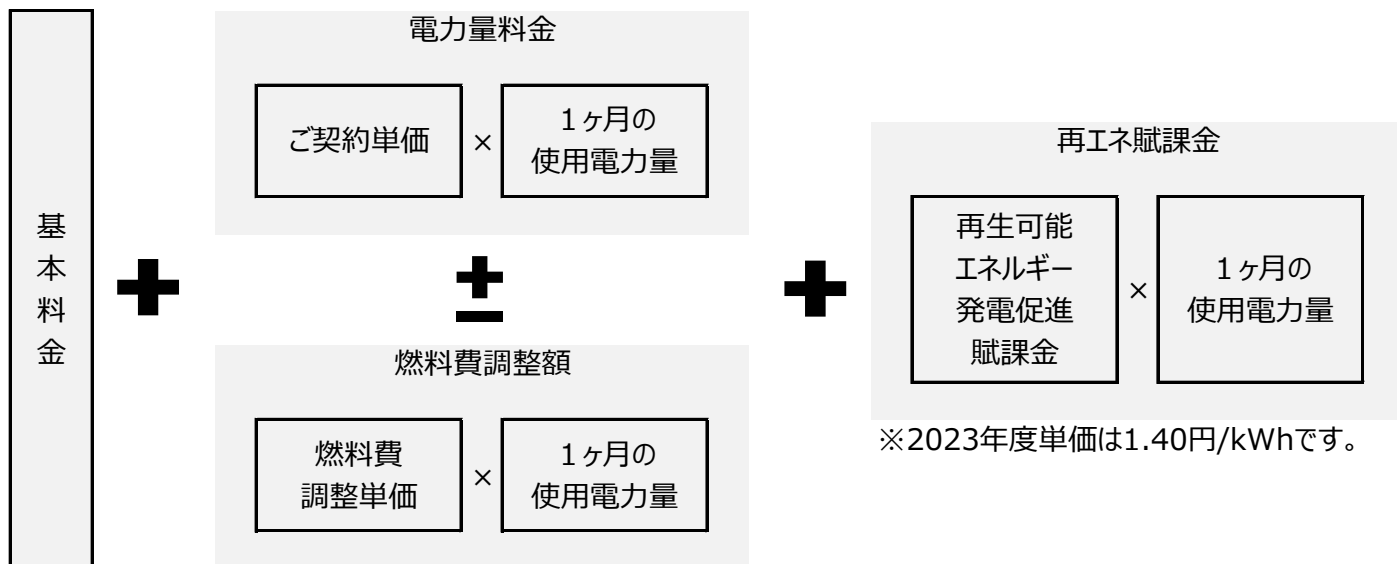 基本料金
電力量料金
ご契約単価
×
1ヶ月の
使用電力量
±
燃料費調整額
燃料費
調整単価
×
1ヶ月の
使用電力量
+
+
再エネ賦課金
再生可能
エネルギー
発電促進
賦課金
×
1ヶ月の
使用電力量
※2023年度単価は1.40円/kWhです。